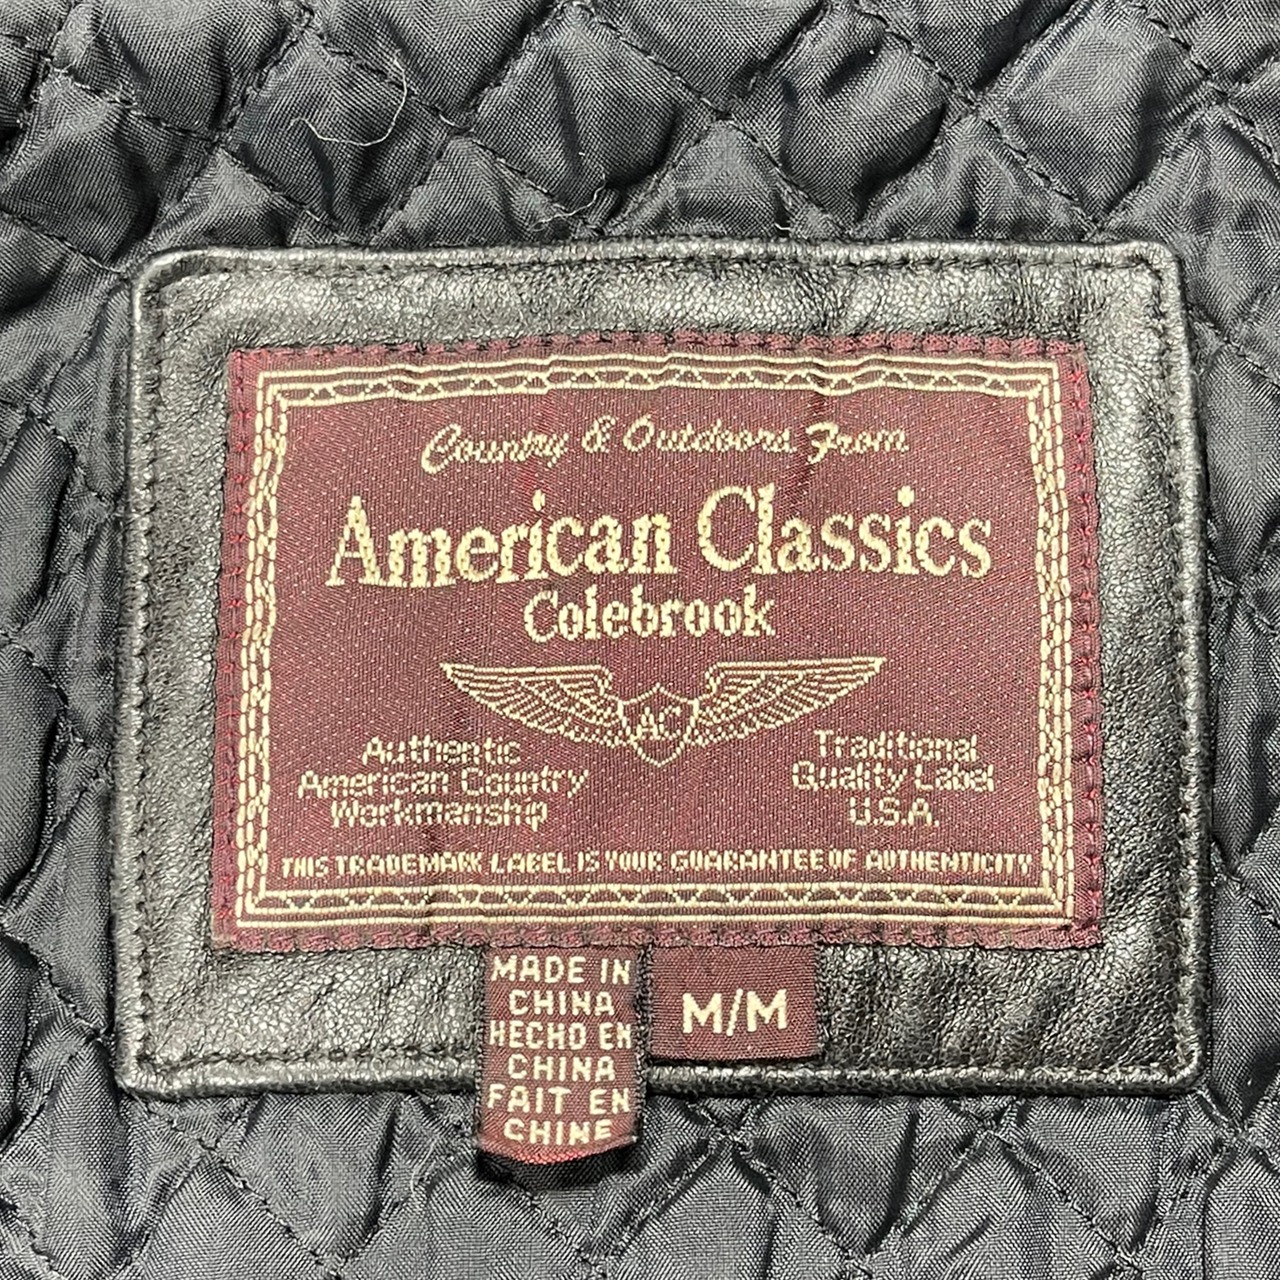 Country & Outdoors From
American Classics
Colebrook
AC
Authentic
American Country
Workmanship
Traditional
Quality Label
U.S.A.
THIS TRADEMARK LABEL IS YOUR GUARANTEE OF AUTHENTICITY
MADE IN
CHINA
HECHO EN
CHINA
FAIT EN
CHINE
M/M